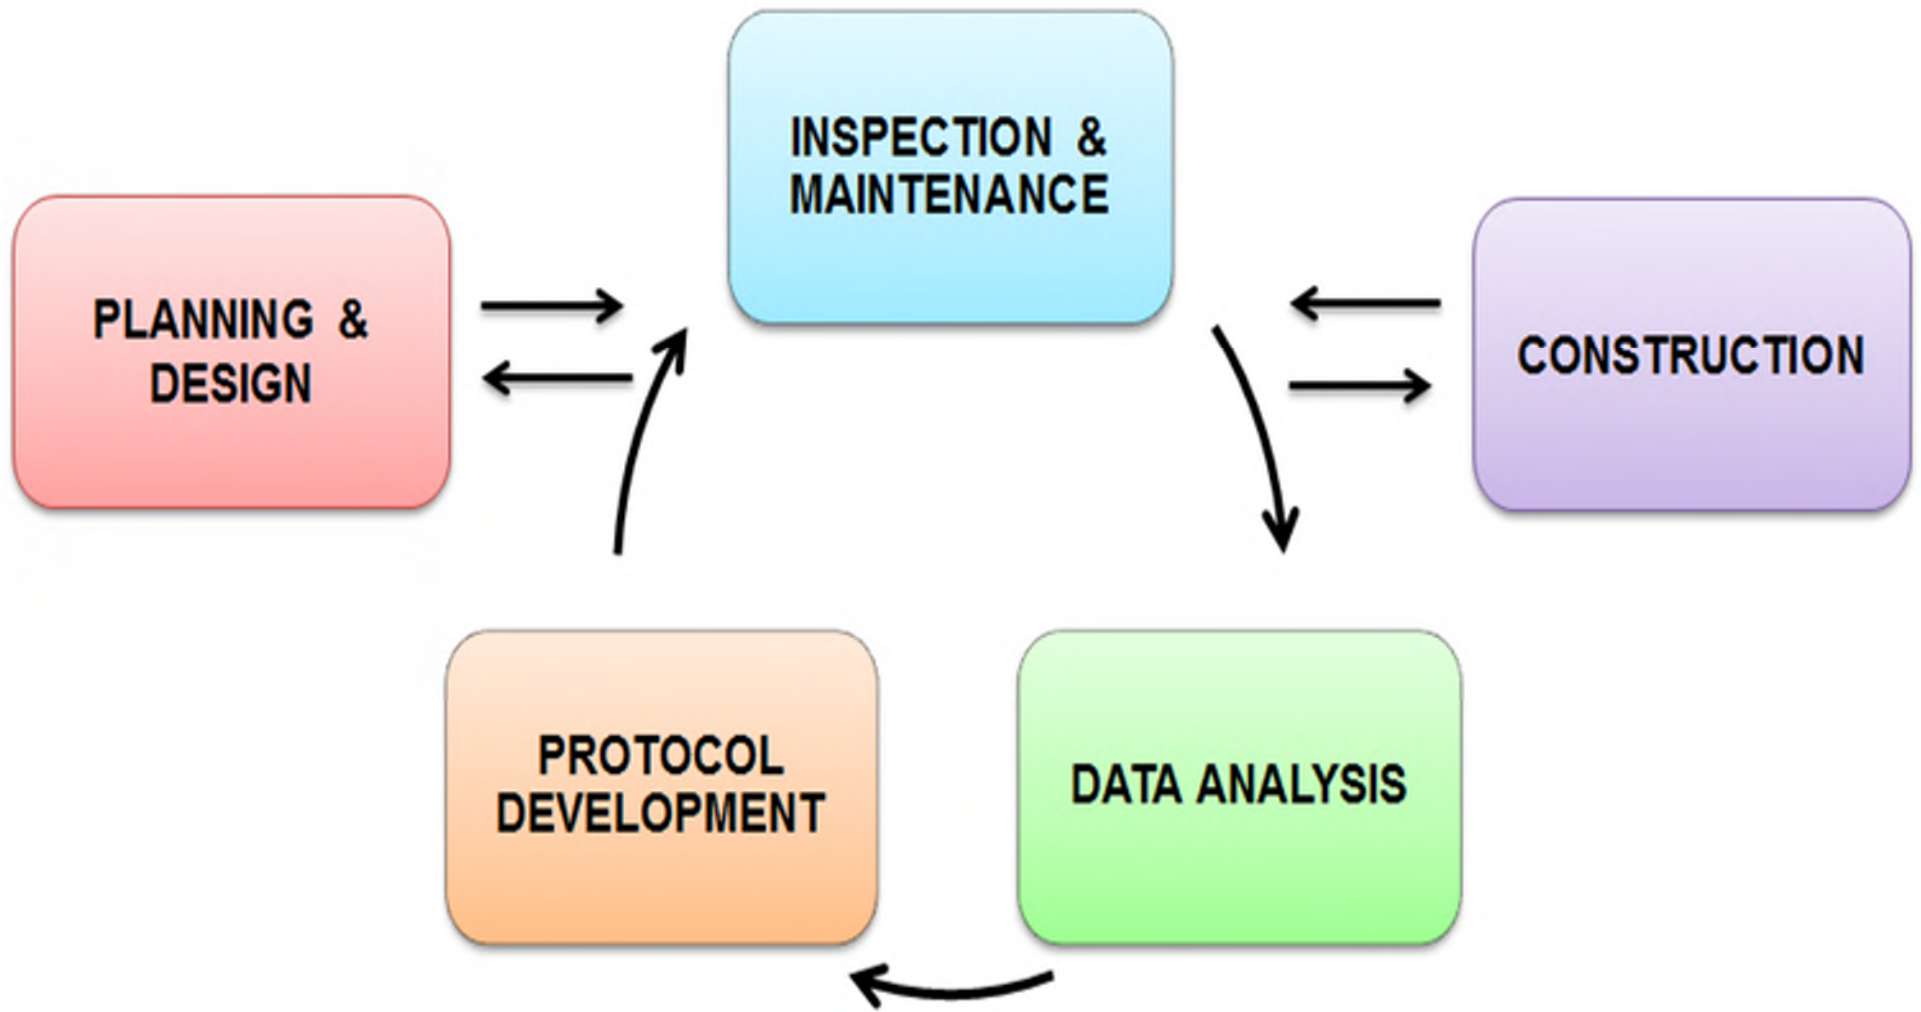 INSPECTION &
MAINTENANCE
PLANNING &
DESIGN
CONSTRUCTION
PROTOCOL
DEVELOPMENT
DATA ANALYSIS